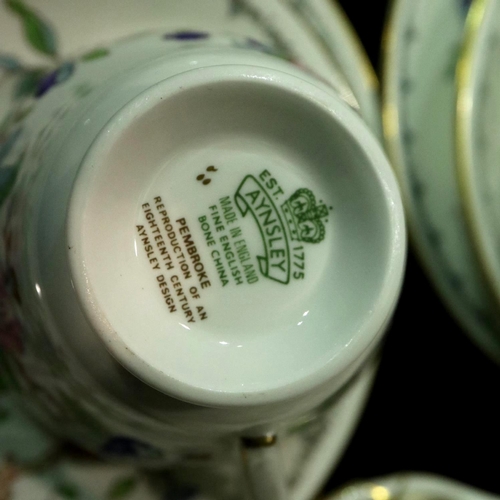 EST. 1775
AYNSLEY
MADE IN ENGLAND
FINE ENGLISH
BONE CHINA
PEMBROKE
REPRODUCTION OF AN
EIGHTEENTH CENTURY
AYNSLEY DESIGN